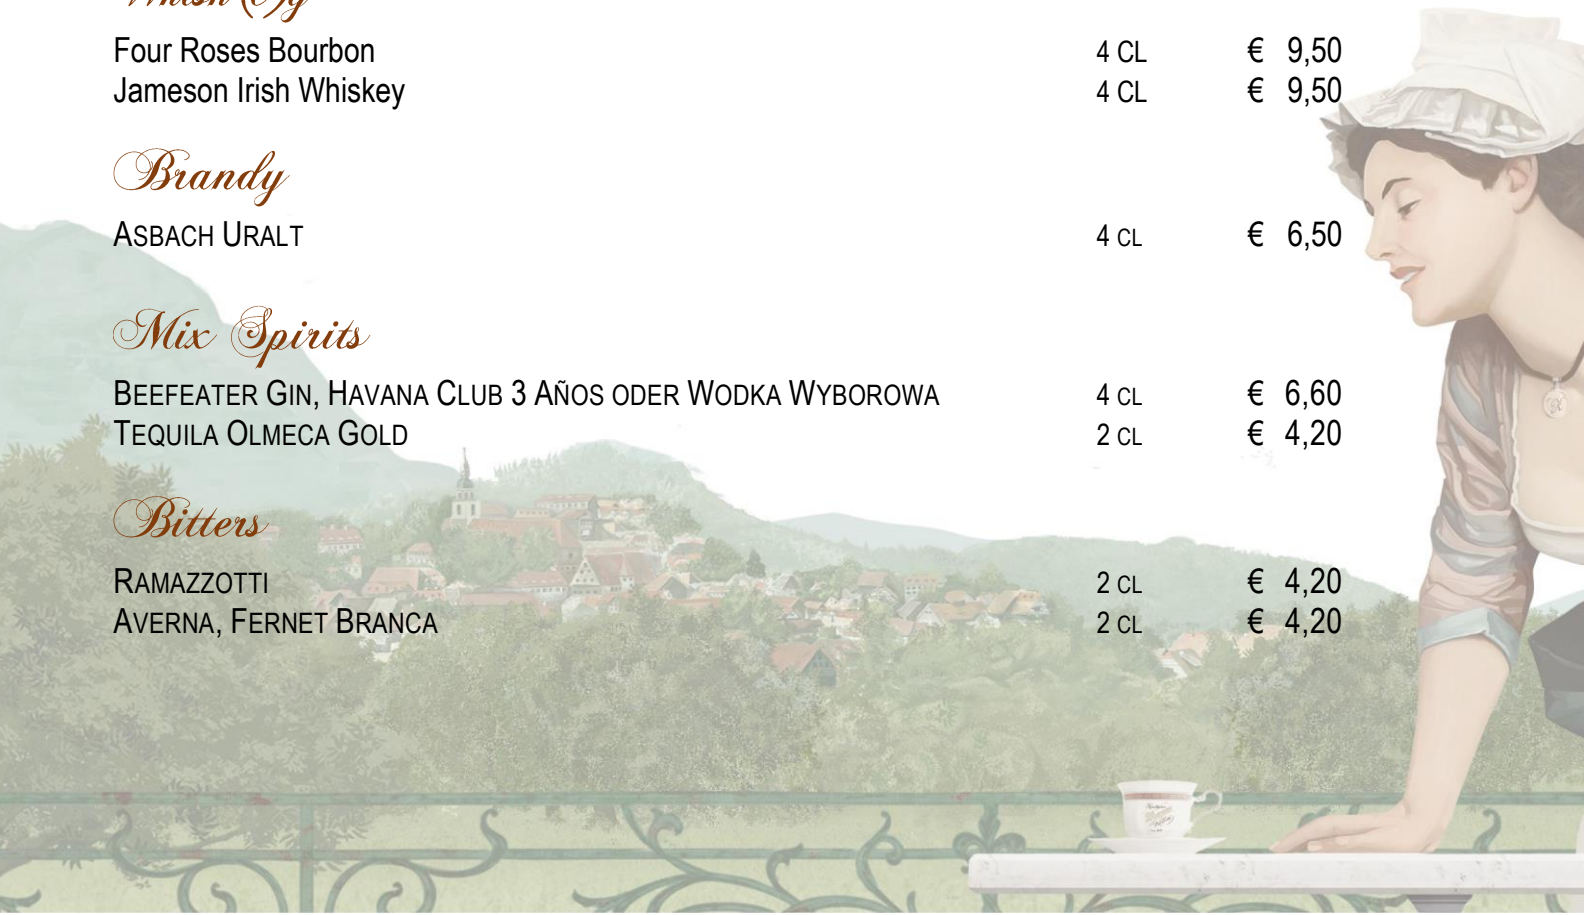 Whisk(e)y
Four Roses Bourbon 4 CL € 9,50
Jameson Irish Whiskey 4 CL € 9,50
Brandy
ASBACH URALT 4 CL € 6,50
Mix Spirits
BEEFEATER GIN, HAVANA CLUB 3 AÑOS ODER WODKA WYBOROWA 4 CL € 6,60
TEQUILA OLMECA GOLD 2 CL € 4,20
Bitters
RAMAZZOTTI 2 CL € 4,20
AVERNA, FERNET BRANCA 2 CL € 4,20